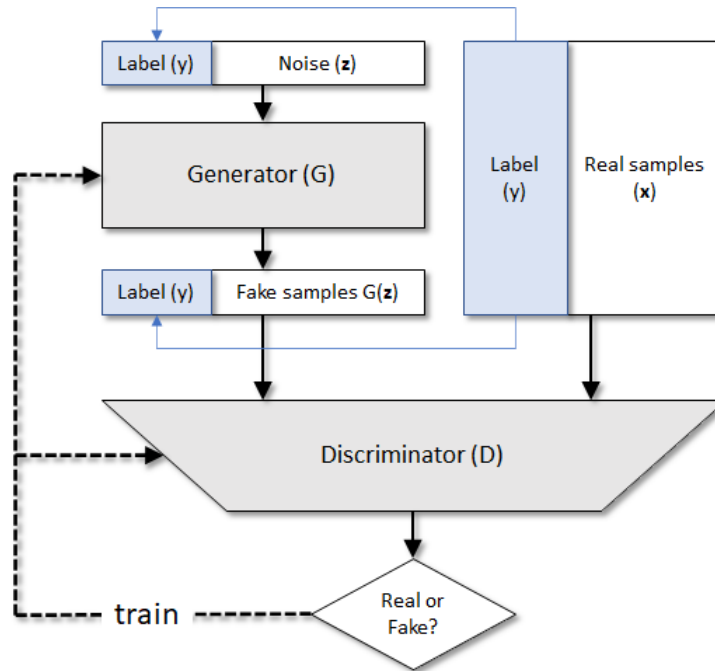 Label (y)
Noise (z)
Generator (G)
Label
(y)
Real samples
(x)
Label (y)
Fake samples G(z)
Discriminator (D)
train
Real or
Fake?